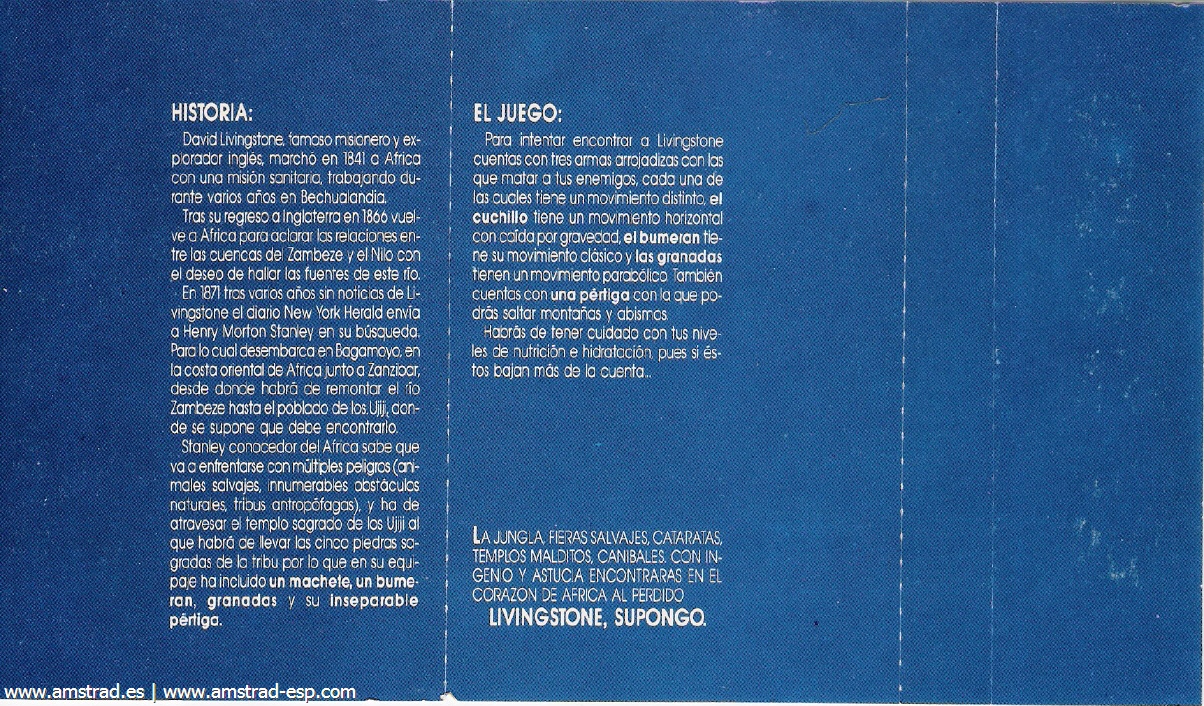 HISTORIA:
David Livingstone, famoso misionero y ex-
plorador inglés, marchó en 1841 a Africa
con una misión sanitaria, trabajando du-
rante varios años en Bechualandia.
Tras su regreso a Inglaterra en 1866 vuel-
ve a Africa para aclarar las relaciones en-
tre las cuencas del Zambeze y el Nilo con
el deseo de hallar las fuentes de este río.
En 1871 tras varios años sin noticias de Li-
vingstone el diario New York Herald envía
a Henry Morton Stanley en su búsqueda.
Para lo cual desembarca en Bagamoyo, en
la costa oriental de Africa junto a Zanzibar,
desde donde habrá de remontar el río
Zambeze hasta el poblado de los Ujiji, don-
de se supone que debe encontrarlo.
Stanley conocedor del Africa sabe que
va a enfrentarse con múltiples peligros (ani-
males salvajes, innumerables obstáculos
naturales, tribus antropófagas), y ha de
atravesar el templo sagrado de los Ujiji al
que habrá de llevar las cinco piedras sa-
gradas de la tribu por lo que en su equi-
paje ha incluido un machete, un bume-
ran, granadas y su inseparable
pértiga.
EL JUEGO:
Para intentar encontrar a Livingstone
cuentas con tres armas arrojadizas con las
que matar a tus enemigos, cada una de
las cuales tiene un movimiento distinto, el
cuchillo tiene un movimiento horizontal
con caída por gravedad, el bumeran tie-
ne su movimiento clásico y las granadas
tienen un movimiento parabólico. También
cuentas con una pértiga con la que po-
drás saltar montañas y abismos.
Habrás de tener cuidado con tus nive-
les de nutrición e hidratación, pues si és-
tos bajan más de la cuenta...
LA JUNGLA, FIERAS SALVAJES, CATARATAS,
TEMPLOS MALDITOS, CANIBALES. CON IN-
GENIO Y ASTUCIA ENCONTRARAS EN EL
CORAZON DE AFRICA AL PERDIDO
LIVINGSTONE, SUPONGO.
www.amstrad.es | www.amstrad-esp.com